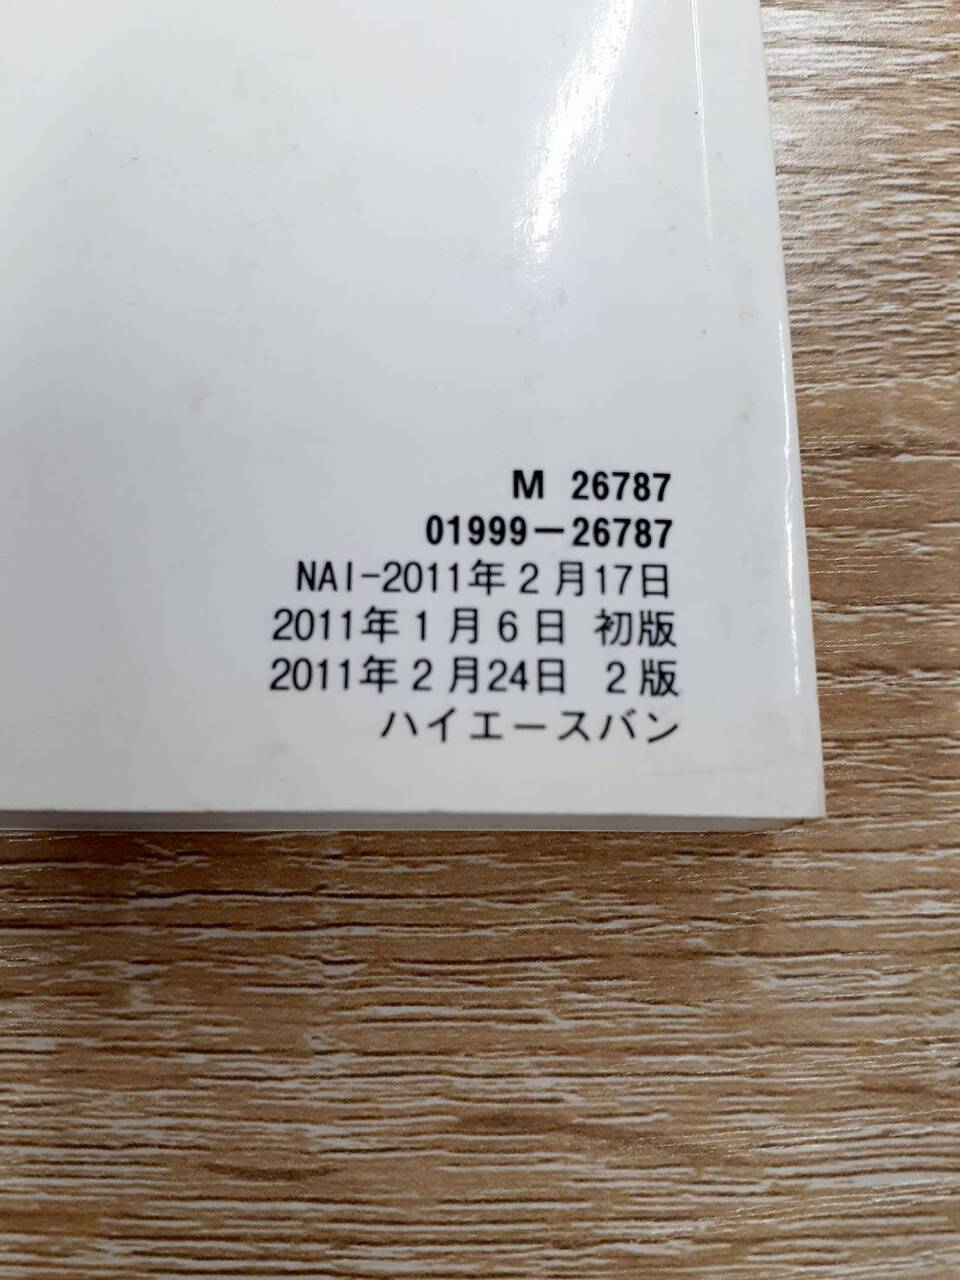 M 26787
01999-26787
NAI-2011年2月17日
2011年1月6日 初版
2011年2月24日 2版
ハイエースバン